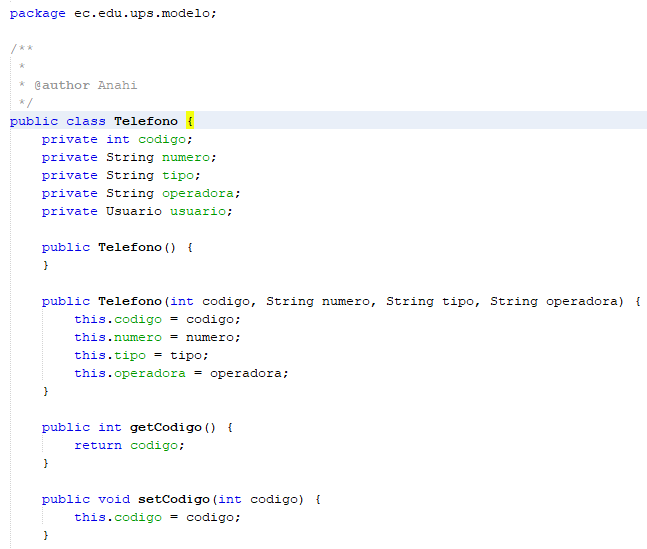 package ec.edu.ups.modelo;

/**
 *
 * @author Anahi
 */
public class Telefono {
    private int codigo;
    private String numero;
    private String tipo;
    private String operadora;
    private Usuario usuario;

    public Telefono() {
    }

    public Telefono(int codigo, String numero, String tipo, String operadora) {
        this.codigo = codigo;
        this.numero = numero;
        this.tipo = tipo;
        this.operadora = operadora;
    }

    public int getCodigo() {
        return codigo;
    }

    public void setCodigo(int codigo) {
        this.codigo = codigo;
    }